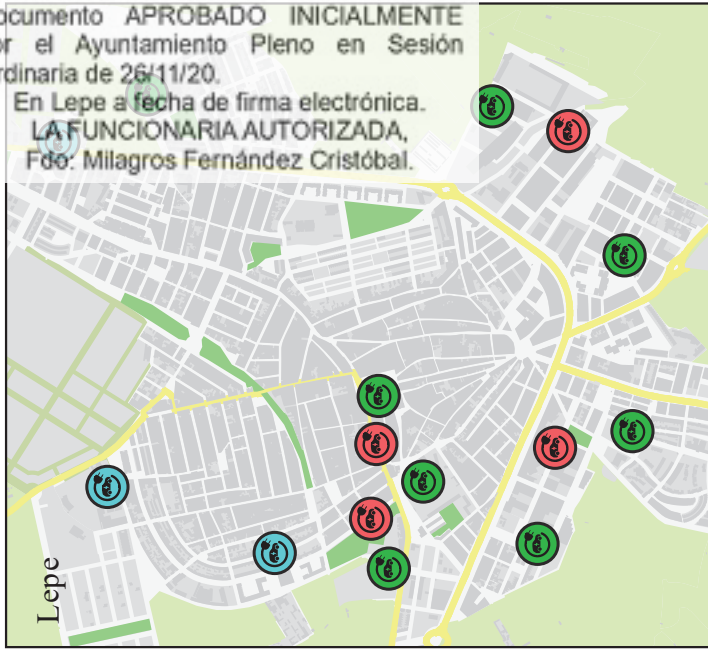 ocumento APROBADO INICIALMENTE
or el Ayuntamiento Pleno en Sesión
rdinaria de 26/11/20.
En Lepe a fecha de firma electrónica.
LA FUNCIONARIA AUTORIZADA,
Fdo: Milagros Fernández Cristóbal.
Lepe